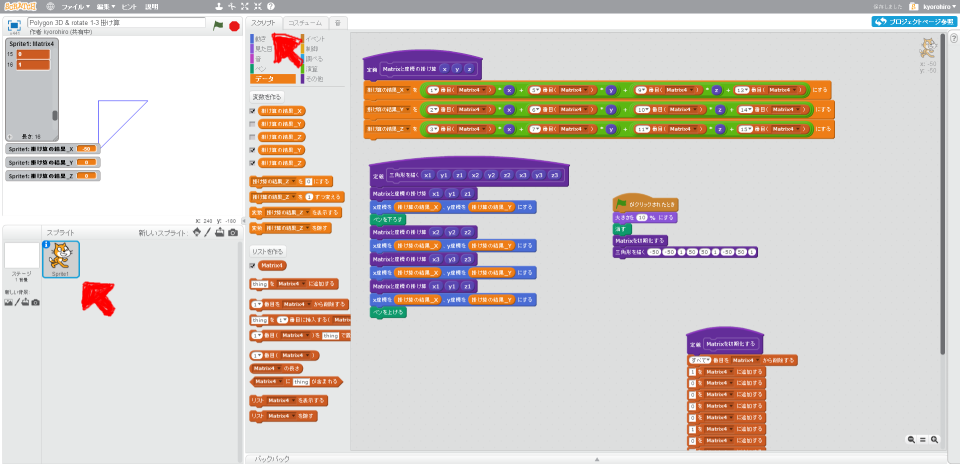 SCRATCH ファイル▼ 編集▼ ヒント 説明 保存しました kyorohiro▼
Polygon 3D & rotate 1-3 掛け算
作者 kyorohiro (共有中)
スクリプト コスチューム 音
プロジェクトページ参照
Sprite1: Matrix4
15 0
16 1
長さ: 16
Sprite1: 掛け算の結果_X -50
Sprite1: 掛け算の結果_Y 0
Sprite1: 掛け算の結果_Z 0
X: 240 y: -180
スプライト 新しいスプライト:
ステージ
1 背景
新しい背景:
Sprite1
動き イベント
見た目 制御
音 調べる
ペン 演算
データ その他
変数を作る
掛け算の結果_X
掛け算の結果_Y
掛け算の結果_X
掛け算の結果_Y
掛け算の結果_Z
掛け算の結果_Z を 0 にする
掛け算の結果_Z を 1 ずつ変える
変数 掛け算の結果_Z を表示する
変数 掛け算の結果_Z を隠す
リストを作る
Matrix4
thing を Matrix4 に追加する
1 番目を Matrix4 から削除する
thing を 1 番目に挿入する( Matrix4
1 番目( Matrix4 )を thing で置
1 番目( Matrix4 )
Matrix4 の長さ
Matrix4 に thing が含まれる
リスト Matrix4 を表示する
リスト Matrix4 を隠す
定義 Matrixと座標の掛け算 x y z
掛け算の結果_X を 1 番目( Matrix4 ) * x + 5 番目( Matrix4 ) * y + 9 番目( Matrix4 ) * z + 13 番目( Matrix4 ) にする
掛け算の結果_Y を 2 番目( Matrix4 ) * x + 6 番目( Matrix4 ) * y + 10 番目( Matrix4 ) * z + 14 番目( Matrix4 ) にする
掛け算の結果_Z を 3 番目( Matrix4 ) * x + 7 番目( Matrix4 ) * y + 11 番目( Matrix4 ) * z + 15 番目( Matrix4 ) にする
定義 三角形を描く x1 y1 z1 x2 y2 z2 x3 y3 z3
Matrixと座標の掛け算 x1 y1 z1
x座標を 掛け算の結果_X 、y座標を 掛け算の結果_Y にする
ペンを下ろす
Matrixと座標の掛け算 x2 y2 z2
x座標を 掛け算の結果_X 、y座標を 掛け算の結果_Y にする
Matrixと座標の掛け算 x3 y3 z3
x座標を 掛け算の結果_X 、y座標を 掛け算の結果_Y にする
Matrixと座標の掛け算 x1 y1 z1
x座標を 掛け算の結果_X 、y座標を 掛け算の結果_Y にする
ペンを上げる
がクリックされたとき
大きさを 10 % にする
消す
Matrixを初期化する
三角形を描く -50 -50 0 50 50 0 -50 50 0
定義 Matrixを初期化する
すべて 番目を Matrix4 から削除する
1 を Matrix4 に追加する
0 を Matrix4 に追加する
0 を Matrix4 に追加する
0 を Matrix4 に追加する
0 を Matrix4 に追加する
1 を Matrix4 に追加する
0 を Matrix4 に追加する
x: -50
y: -50
バックパック